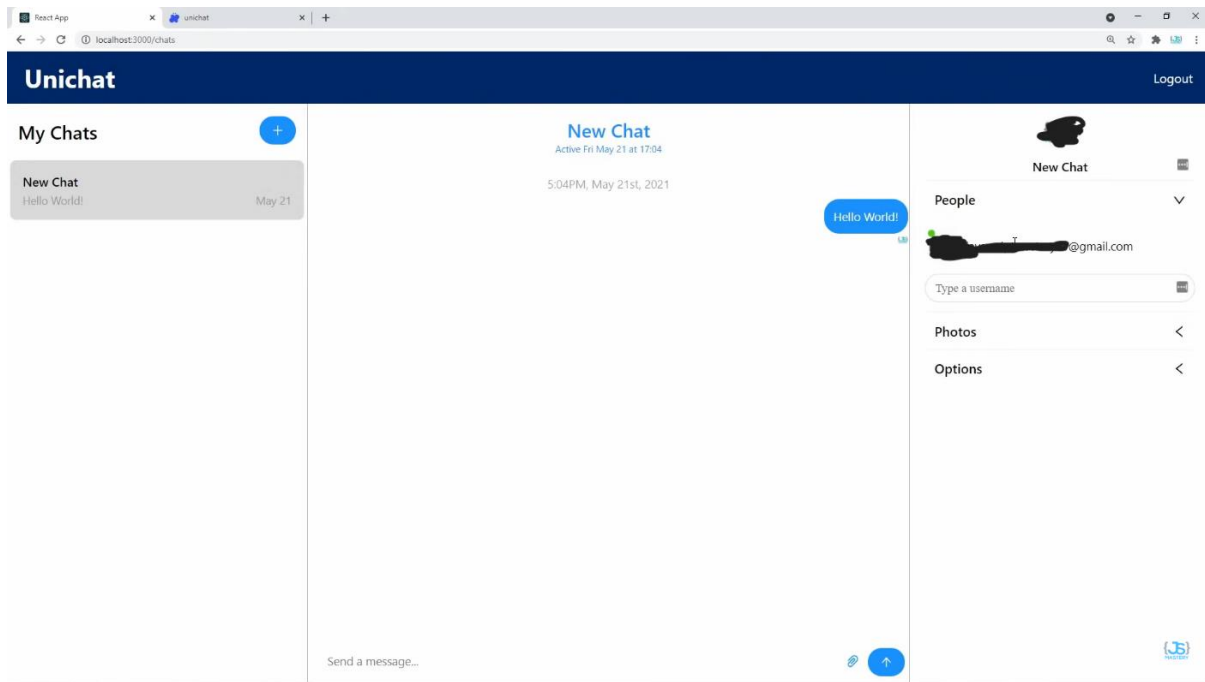 React App
unichat
localhost:3000/chats
Unichat
Logout
My Chats
New Chat
Hello World!
May 21
New Chat
Active Fri May 21 at 17:04
5:04PM, May 21st, 2021
Hello World!
Send a message...
New Chat
People
@gmail.com
Type a username
Photos
Options
{JS}
MASTERY